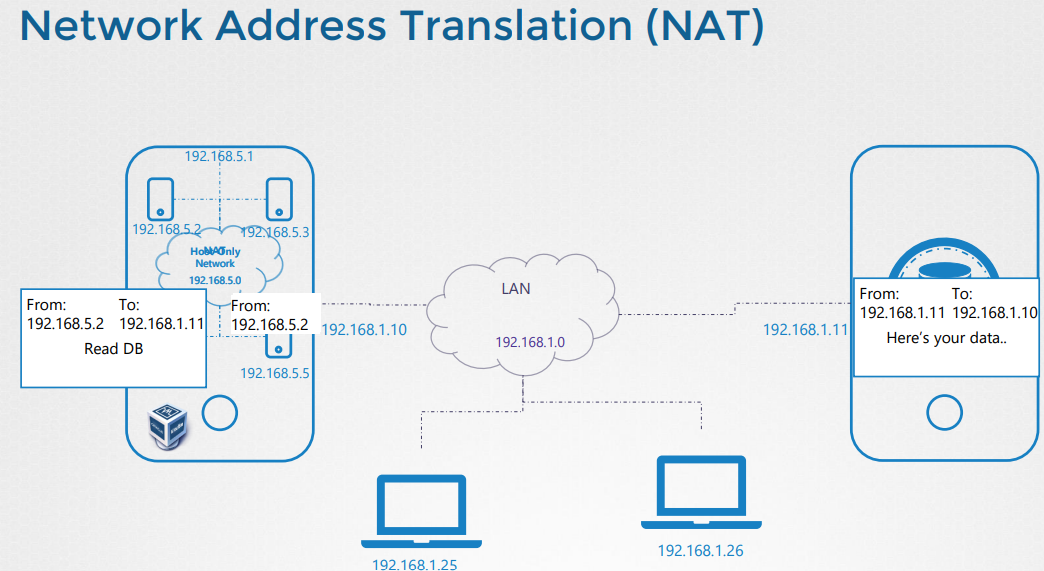 Network Address Translation (NAT)
192.168.5.1
192.168.5.2
192.168.5.3
NAT
Host-Only
Network
192.168.5.0
From:
192.168.5.2
To:
192.168.1.11
Read DB
From:
192.168.5.2
192.168.5.5
192.168.1.10
LAN
192.168.1.0
192.168.1.11
From:
192.168.1.11
To:
192.168.1.10
Here's your data..
192.168.1.25
192.168.1.26